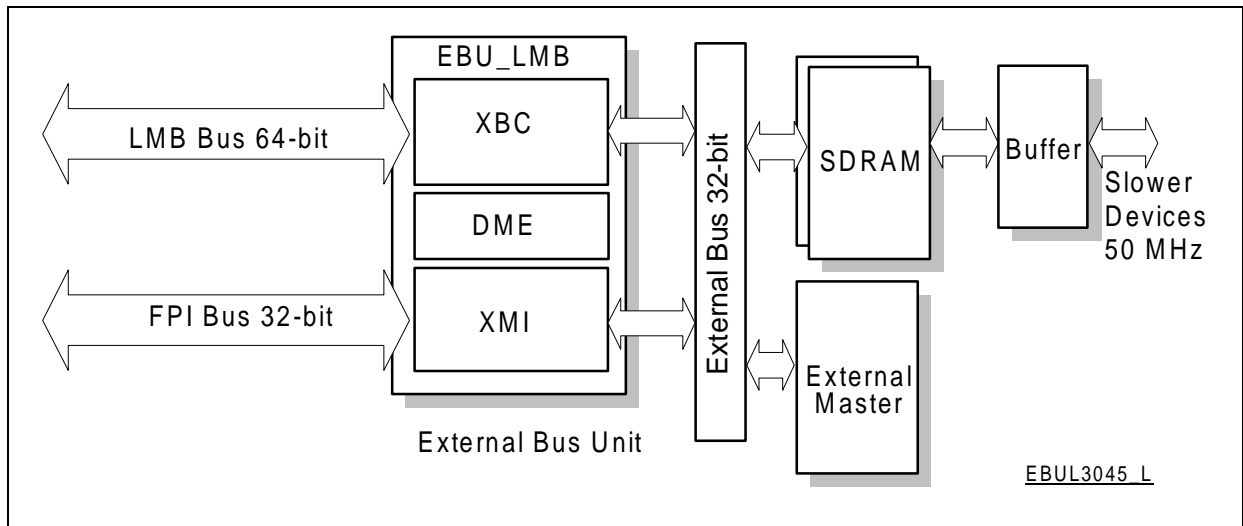 EBU_LMB
XBC
LMB Bus 64-bit
DME
XMI
FPI Bus 32-bit
External Bus Unit
External Bus 32-bit
SDRAM
Buffer
Slower
Devices
50 MHz
External
Master
EBUL3045_L